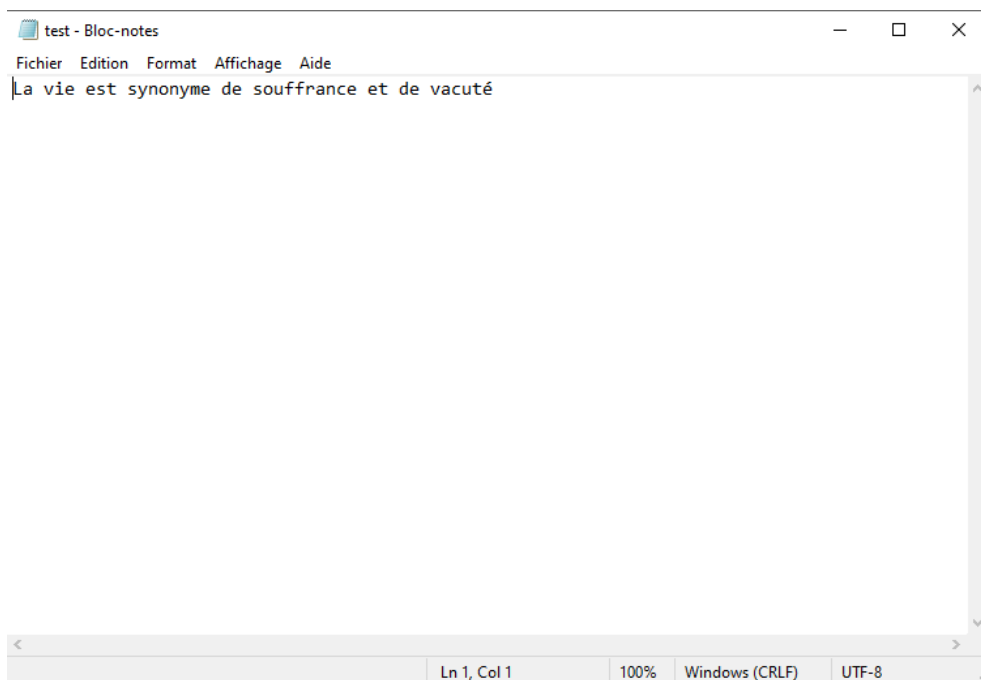 test - Bloc-notes
Fichier Edition Format Affichage Aide
La vie est synonyme de souffrance et de vacuté
Ln 1, Col 1 100% Windows (CRLF) UTF-8